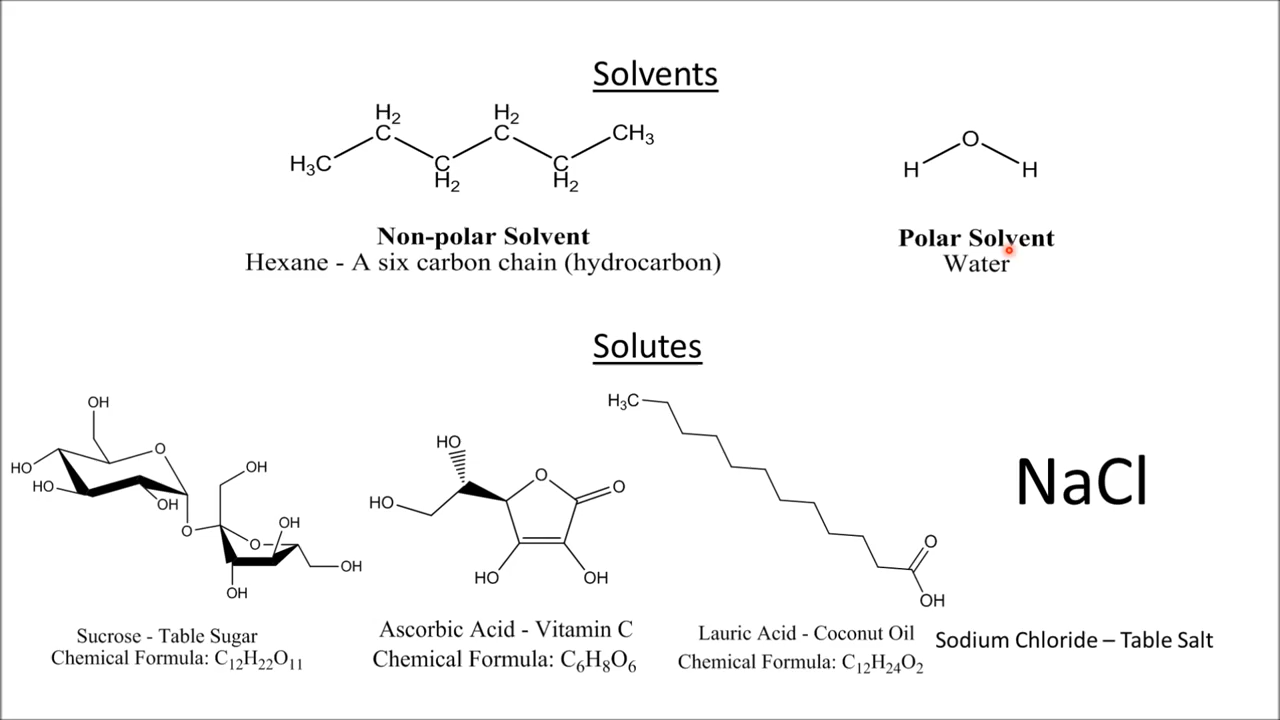 Solvents
H₂ H₂
C C CH₃
H₃C C C
H₂ H₂
O
H H
Non-polar Solvent
Hexane - A six carbon chain (hydrocarbon)
Polar Solvent
Water
Solutes
OH
O
HO
HO
OH
O
OH
OH
O
OH
OH
HO
O
O
HO
HO
OH
H₃C
O
OH
NaCl
Sucrose - Table Sugar
Chemical Formula: C₁₂H₂₂O₁₁
Ascorbic Acid - Vitamin C
Chemical Formula: C₆H₈O₆
Lauric Acid - Coconut Oil
Chemical Formula: C₁₂H₂₄O₂
Sodium Chloride – Table Salt